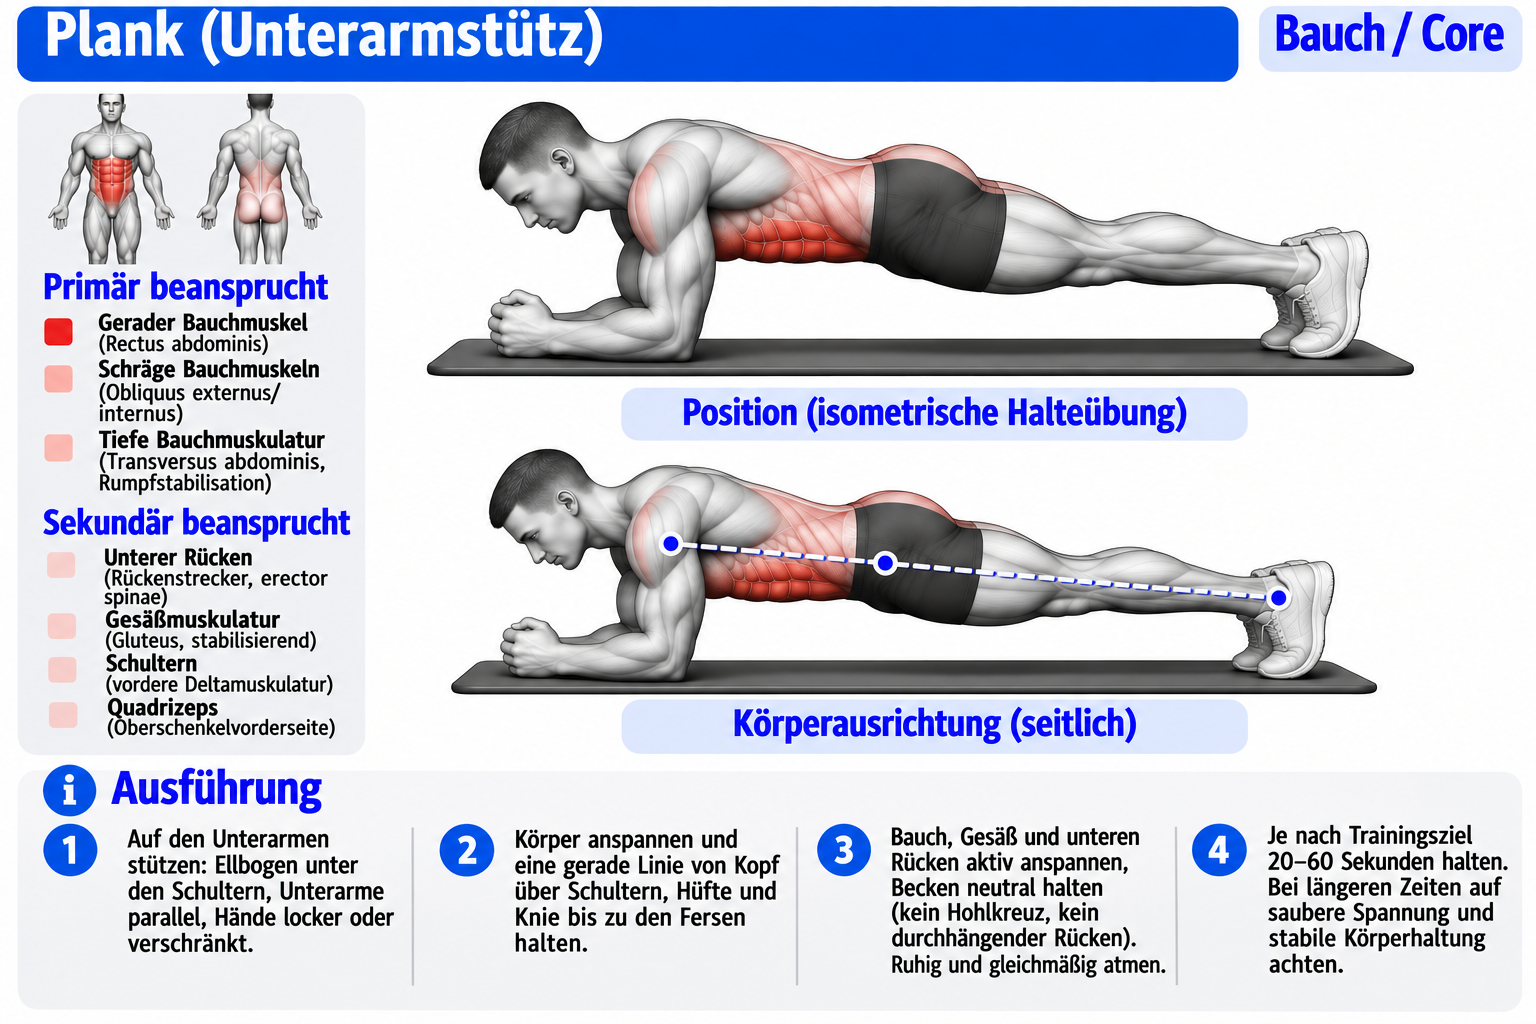 Plank (Unterarmstütz)
Bauch / Core
Primär beansprucht
Gerader Bauchmuskel
(Rectus abdominis)
Schräge Bauchmuskeln
(Obliquus externus/
internus)
Tiefe Bauchmuskulatur
(Transversus abdominis,
Rumpfstabilisation)
Sekundär beansprucht
Unterer Rücken
(Rückenstrecker, erector
spinae)
Gesäßmuskulatur
(Gluteus, stabilisierend)
Schultern
(vordere Deltamuskulatur)
Quadrizeps
(Oberschenkelvorderseite)
Position (isometrische Halteübung)
Körperausrichtung (seitlich)
i Ausführung
1
Auf den Unterarmen
stützen: Ellbogen unter
den Schultern, Unterarme
parallel, Hände locker oder
verschränkt.
2
Körper anspannen und
eine gerade Linie von Kopf
über Schultern, Hüfte und
Knie bis zu den Fersen
halten.
3
Bauch, Gesäß und unteren
Rücken aktiv anspannen,
Becken neutral halten
(kein Hohlkreuz, kein
durchhängender Rücken).
Ruhig und gleichmäßig atmen.
4
Je nach Trainingsziel
20–60 Sekunden halten.
Bei längeren Zeiten auf
saubere Spannung und
stabile Körperhaltung
achten.